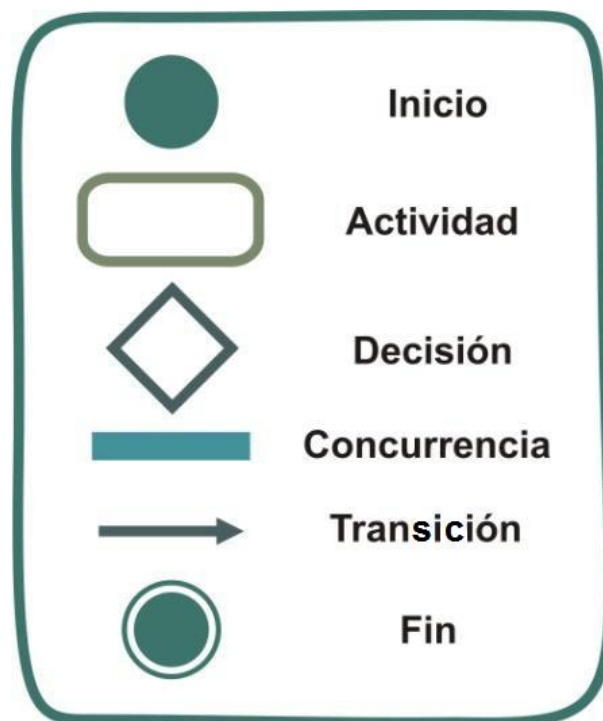 Inicio
Actividad
Decisión
Concurrencia
Transición
Fin